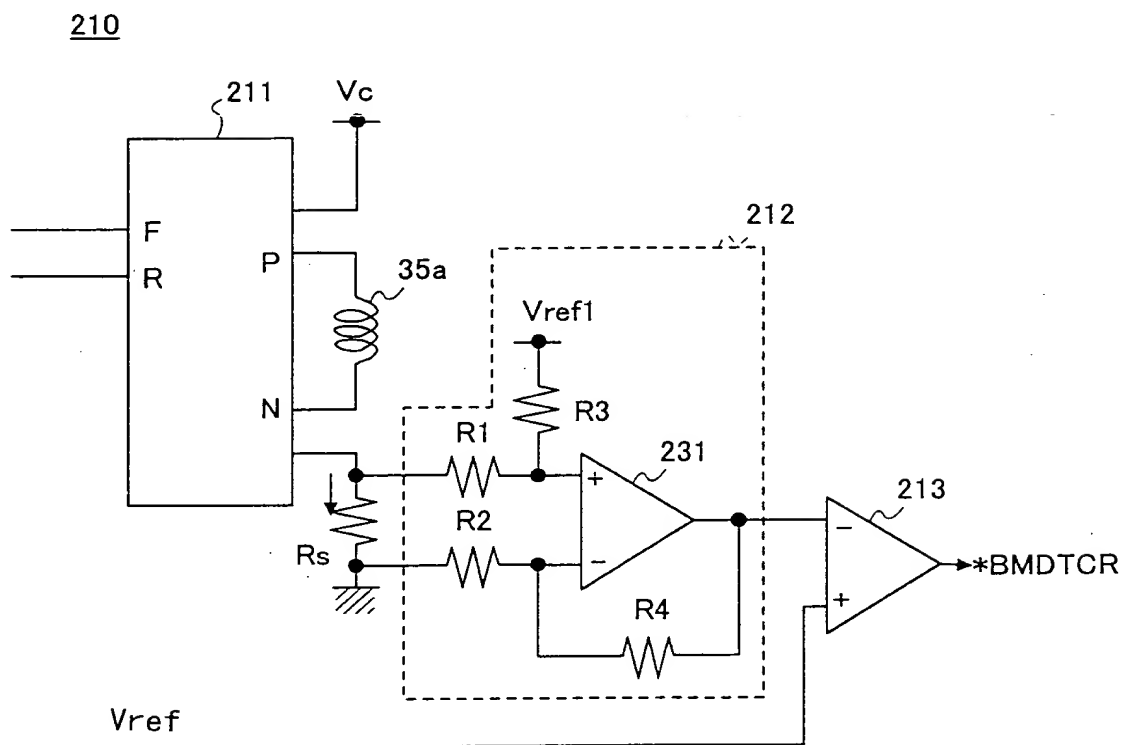 210
211
Vc
212
F
R
P
35a
Vref1
N
R3
R1
231
+
213
R2
−
−
Rs
*BMDTCR
R4
+
Vref